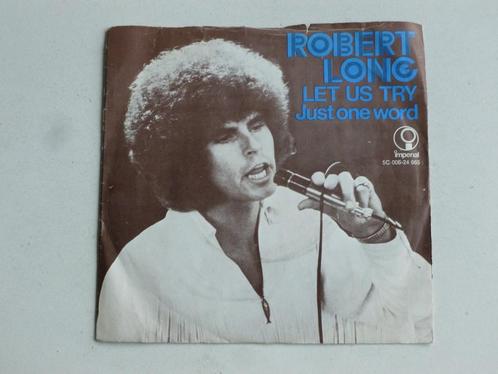 ROBERT
LONG
LET US TRY
Just one word
imperial
5C 006-24 665